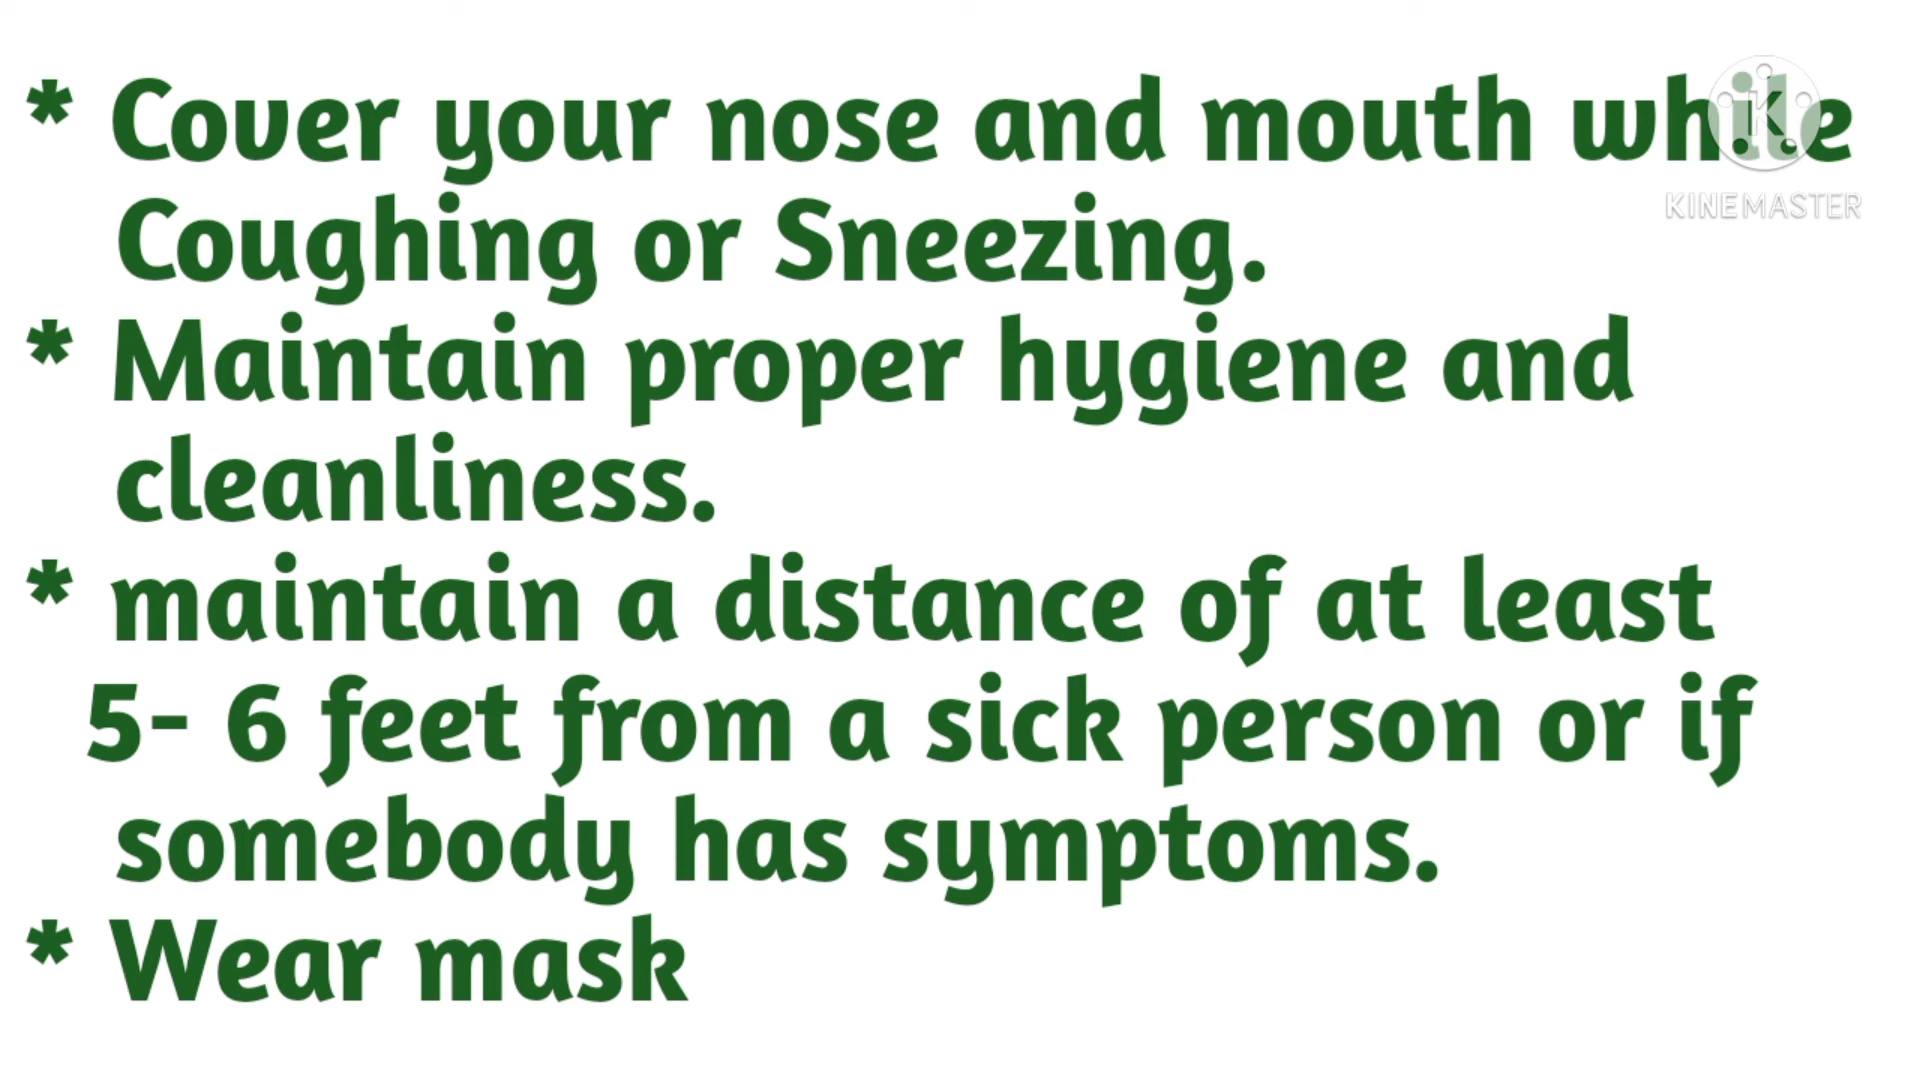 * Cover your nose and mouth while
Coughing or Sneezing.
* Maintain proper hygiene and
cleanliness.
* maintain a distance of at least
5- 6 feet from a sick person or if
somebody has symptoms.
* Wear mask
K
KINEMASTER